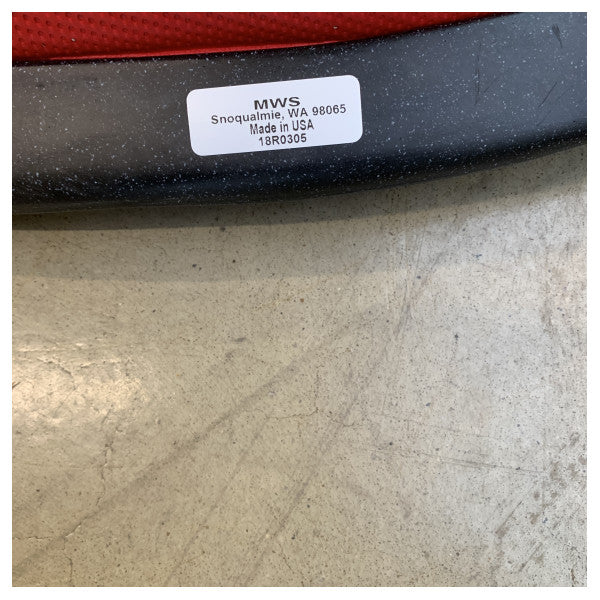 MWS
Snoqualmie, WA 98065
Made in USA
18R0305